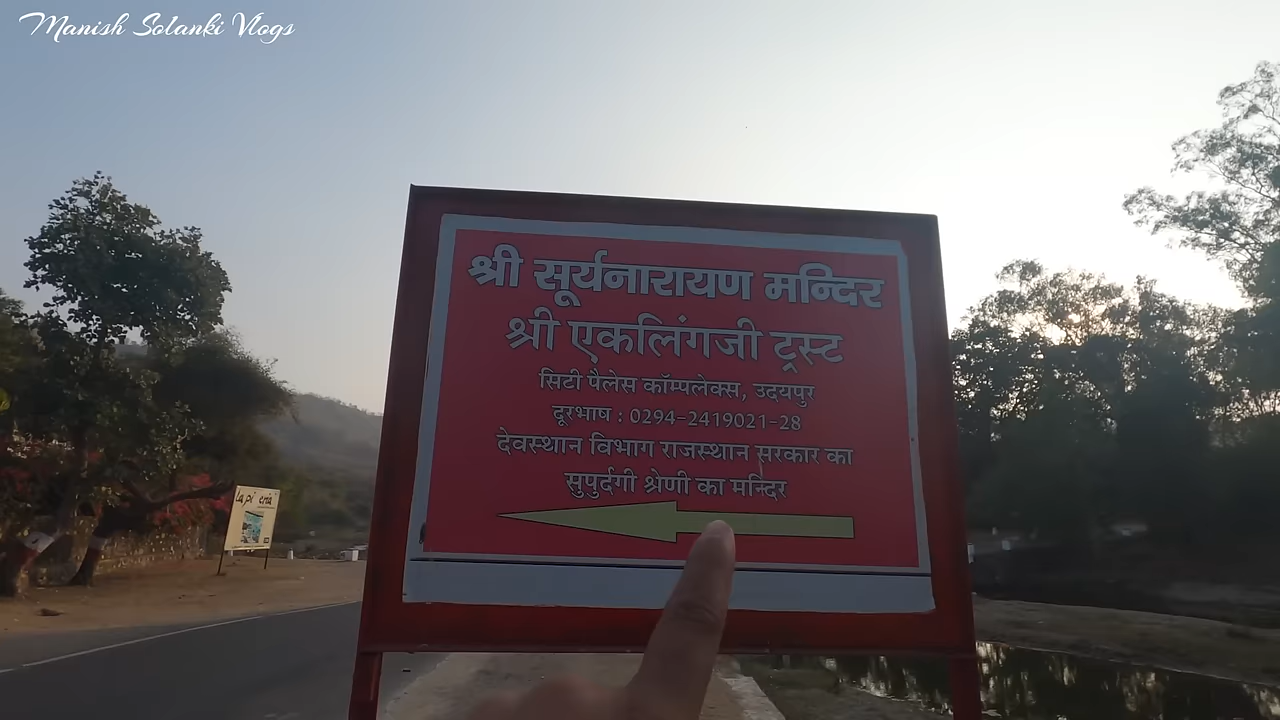 Manish Solanki Vlogs
श्री सूर्यनारायण मन्दिर
श्री एकलिंगजी ट्रस्ट
सिटी पैलेस कॉम्पलेक्स, उदयपुर
दूरभाष : 0294-2419021-28
देवस्थान विभाग राजस्थान सरकार का
सुपुर्दगी श्रेणी का मन्दिर